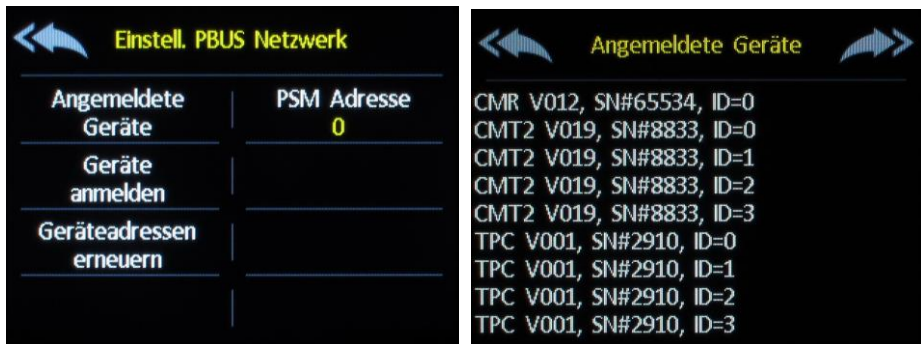 Einstell. PBUS Netzwerk
Angemeldete
Geräte
PSM Adresse
0
Geräte
anmelden
Geräteadressen
erneuern
Angemeldete Geräte
CMR V012, SN#65534, ID=0
CMT2 V019, SN#8833, ID=0
CMT2 V019, SN#8833, ID=1
CMT2 V019, SN#8833, ID=2
CMT2 V019, SN#8833, ID=3
TPC V001, SN#2910, ID=0
TPC V001, SN#2910, ID=1
TPC V001, SN#2910, ID=2
TPC V001, SN#2910, ID=3